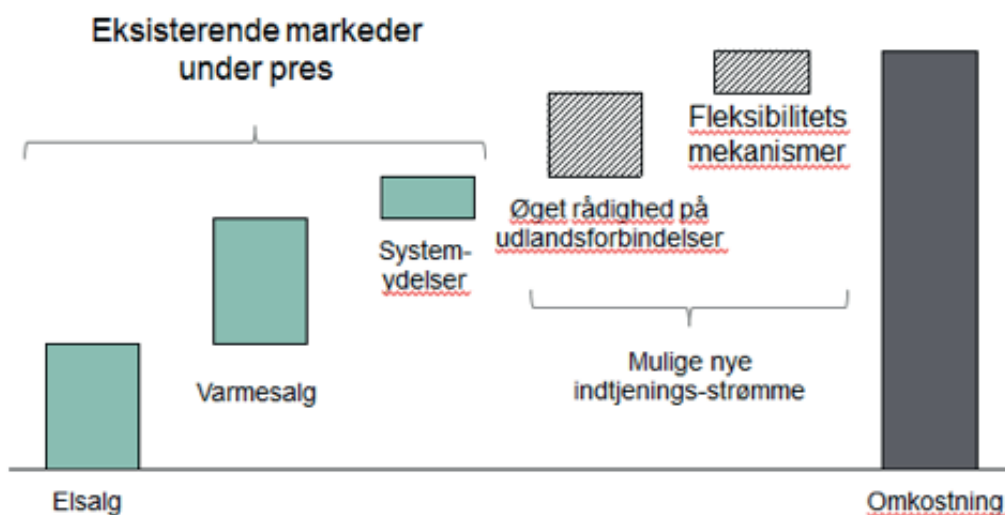 Eksisterende markeder
under pres
Fleksibilitets
mekanismer
Øget rådighed på
udlandsforbindelser
System-
ydelser
Varmesalg
Mulige nye
indtjenings-strømme
Elsalg
Omkostning